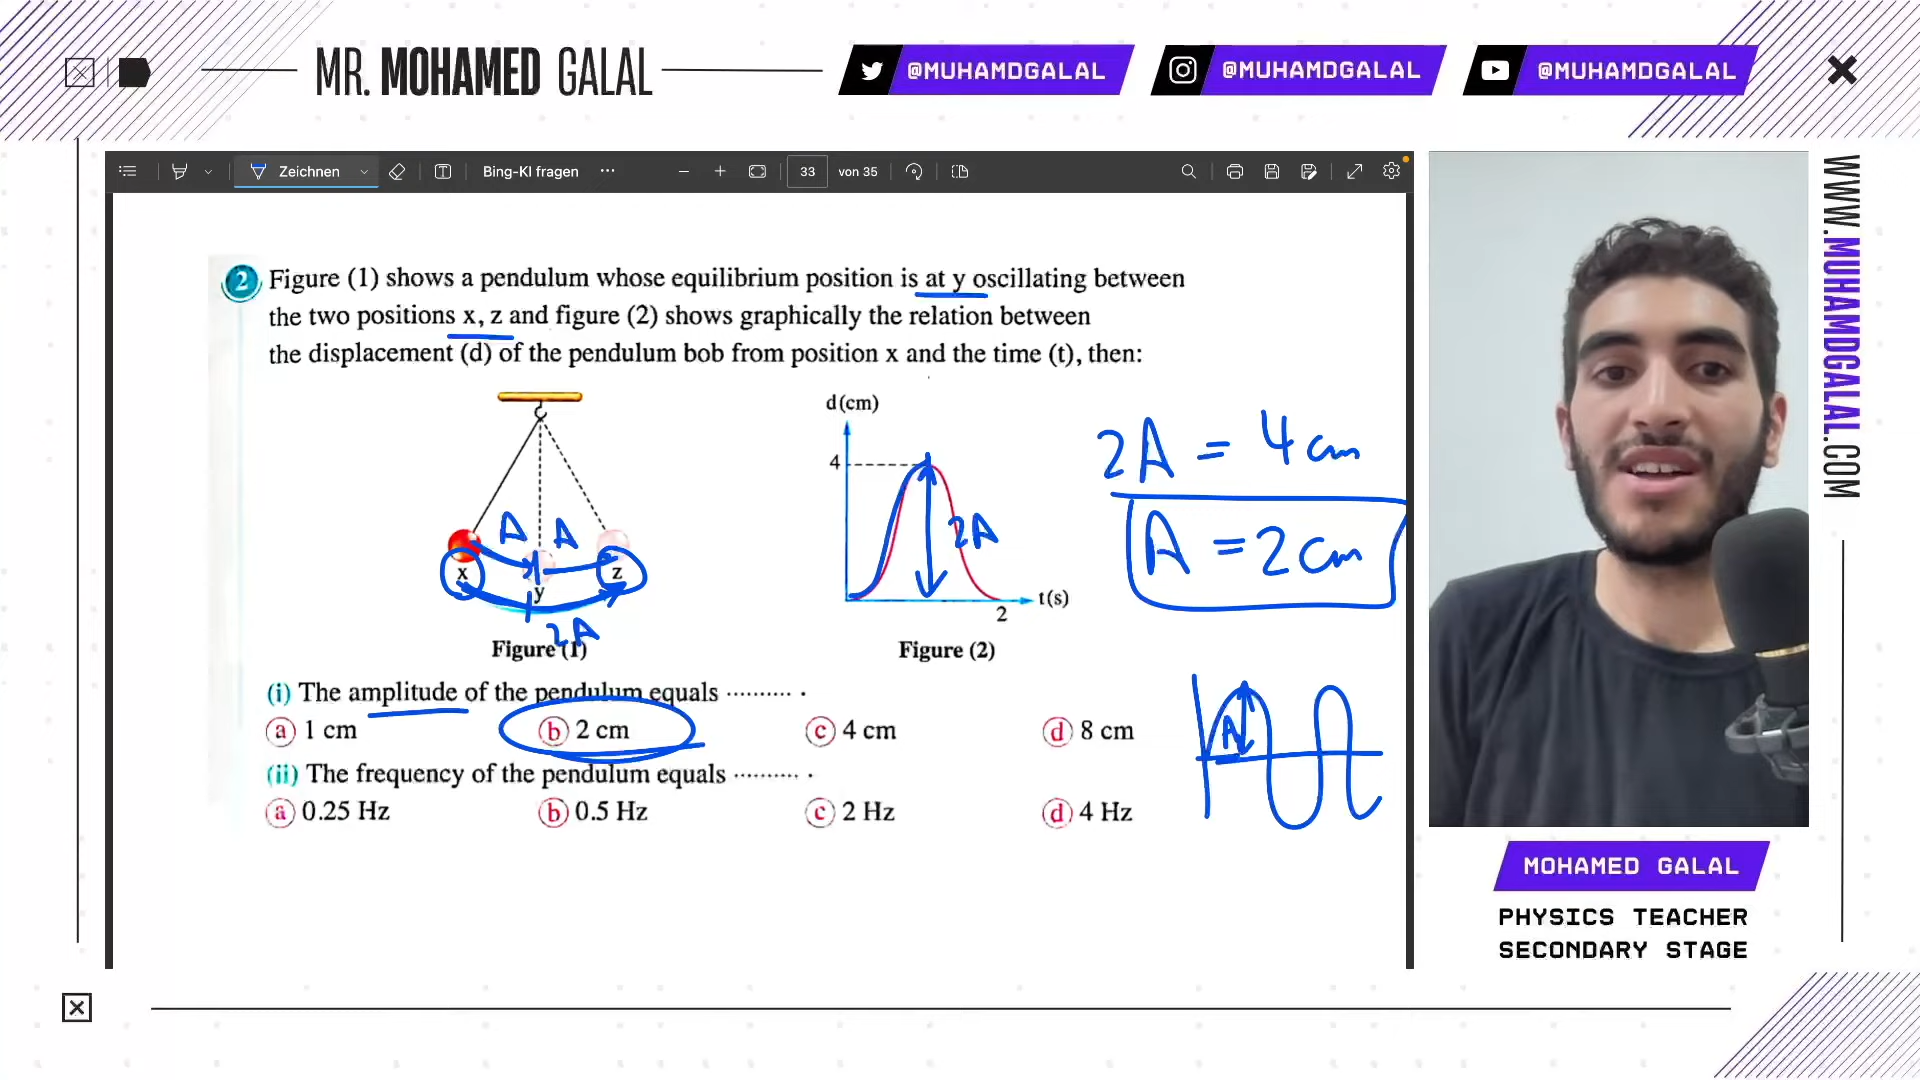 MR. MOHAMED GALAL
@MUHAMDGALAL
@MUHAMDGALAL
@MUHAMDGALAL
Zeichnen
Bing-KI fragen
33 von 35
WWW.MUHAMDGALAL.COM
2 Figure (1) shows a pendulum whose equilibrium position is at y oscillating between
the two positions x, z and figure (2) shows graphically the relation between
the displacement (d) of the pendulum bob from position x and the time (t), then:
A A
x
y
z
2A
Figure (1)
d(cm)
4
2A
t(s)
2
Figure (2)
2A = 4 cm
A = 2 cm
A
(i) The amplitude of the pendulum equals ·········· .
a 1 cm
b 2 cm
c 4 cm
d 8 cm
(ii) The frequency of the pendulum equals ·········· .
a 0.25 Hz
b 0.5 Hz
c 2 Hz
d 4 Hz
MOHAMED GALAL
PHYSICS TEACHER
SECONDARY STAGE